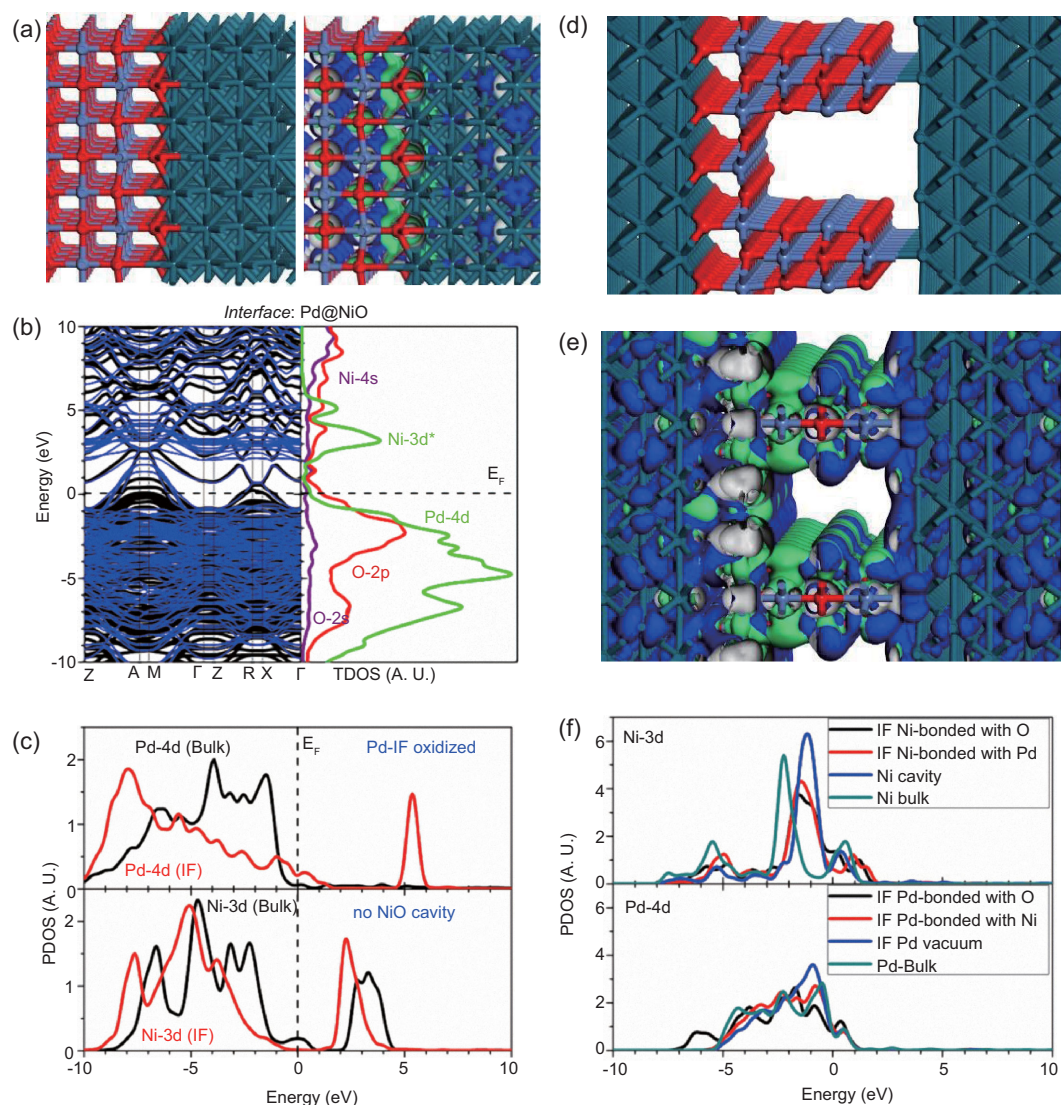 (a)
(b)
Interface: Pd@NiO
10
5
0
-5
-10
Energy (eV)
Z
A
M
Γ
Z
R
X
Γ
TDOS (A. U.)
Ni-4s
Ni-3d*
E_F
Pd-4d
O-2p
O-2s
(c)
2
1
0
Pd-4d (Bulk)
E_F
Pd-IF oxidized
Pd-4d (IF)
2
1
0
Ni-3d (Bulk)
no NiO cavity
Ni-3d (IF)
PDOS (A. U.)
-10
-5
0
5
10
Energy (eV)
(d)
(e)
(f)
6
4
2
0
Ni-3d
IF Ni-bonded with O
IF Ni-bonded with Pd
Ni cavity
Ni bulk
6
4
2
0
Pd-4d
IF Pd-bonded with O
IF Pd-bonded with Ni
IF Pd vacuum
Pd-Bulk
PDOS (A. U.)
-10
-5
0
5
10
Energy (eV)